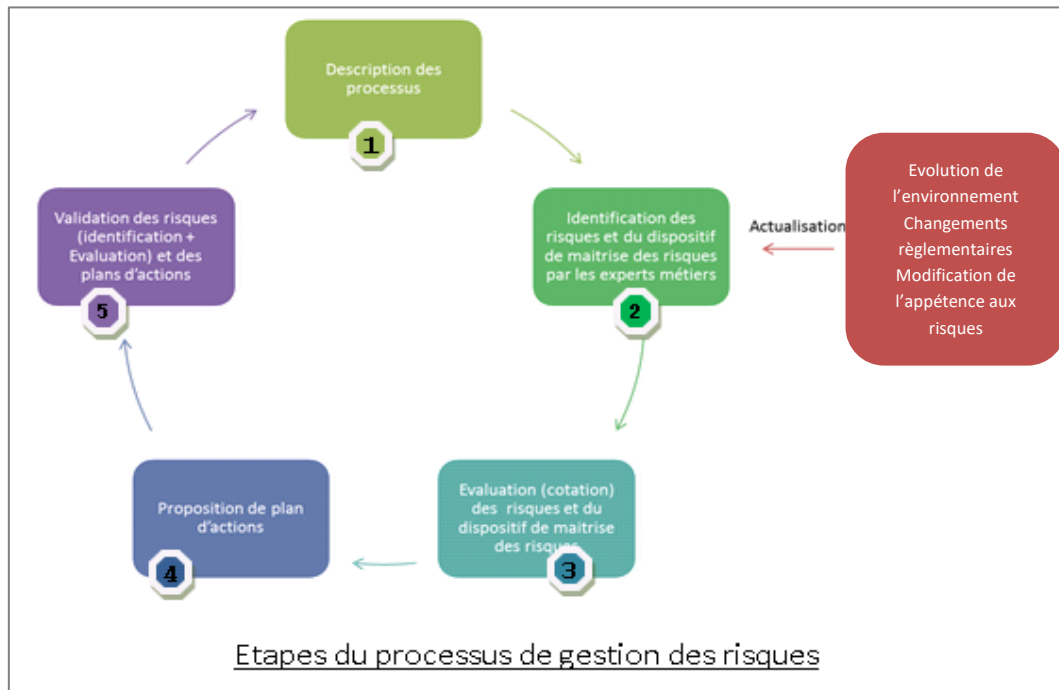 Description des
processus
1
Identification des
risques et du dispositif
de maitrise des risques
par les experts métiers
2
Actualisation
Evolution de
l'environnement
Changements
règlementaires
Modification de
l'appétence aux
risques
Evaluation (cotation)
des risques et du
dispositif de maitrise
des risques
3
Proposition de plan
d'actions
4
Validation des risques
(identification +
Evaluation) et des
plans d'actions
5
Etapes du processus de gestion des risques